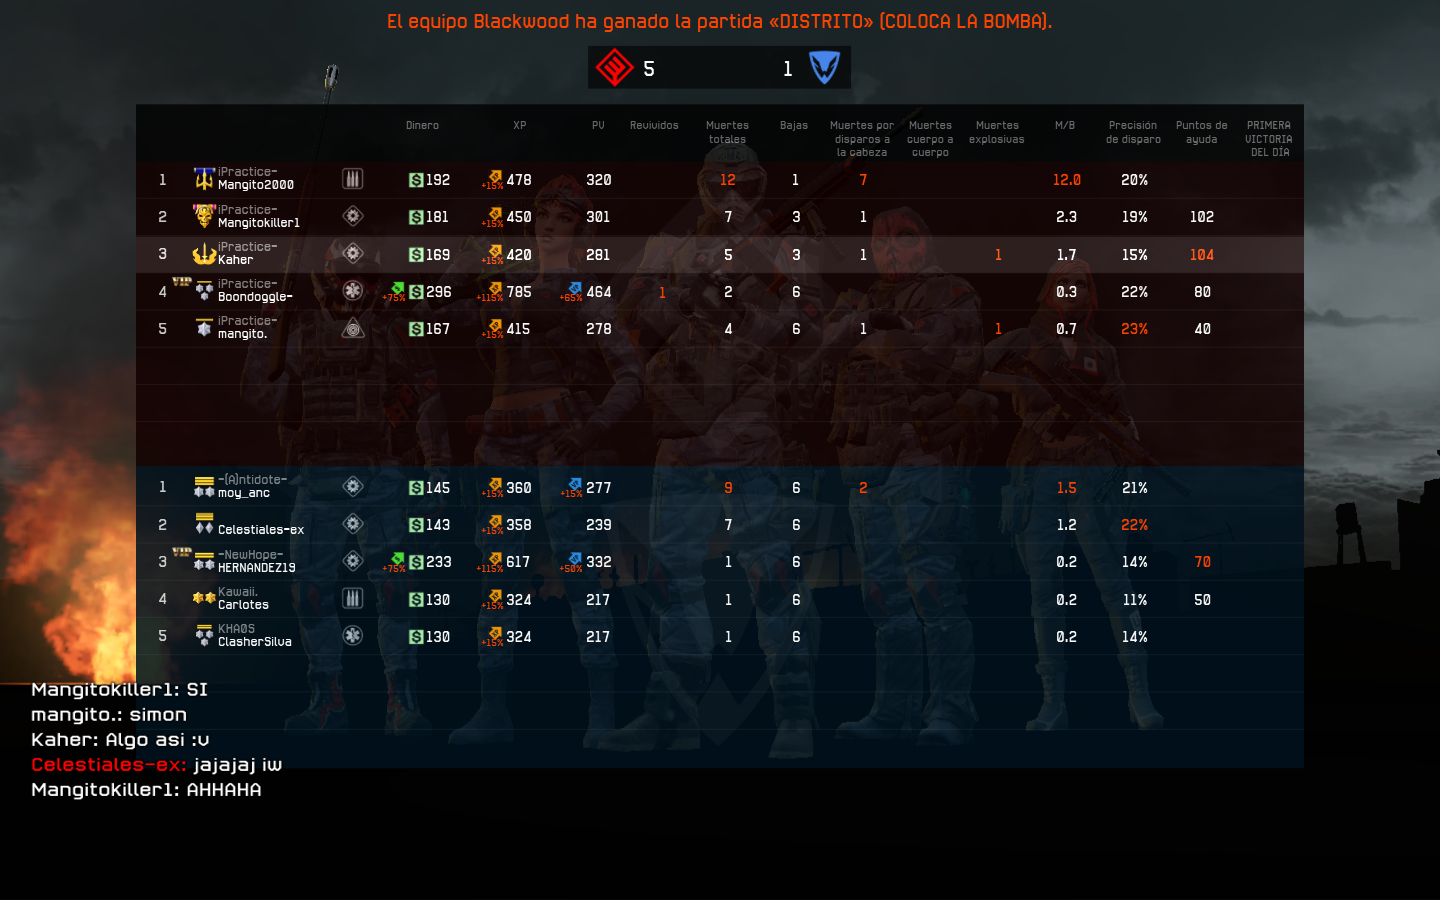 El equipo Blackwood ha ganado la partida «DISTRITO» (COLOCA LA BOMBA).
5 1
Dinero XP PV Revividos Muertes totales Bajas Muertes por disparos a la cabeza Muertes cuerpo a cuerpo Muertes explosivas M/B Precisión de disparo Puntos de ayuda PRIMERA VICTORIA DEL DÍA
iPractice-
1 Mangito2000 $192 +15% 478 320 12 1 7 12.0 20%
iPractice-
2 Mangitokiller1 $181 +15% 450 301 7 3 1 2.3 19% 102
iPractice-
3 Kaher $169 +15% 420 281 5 3 1 1 1.7 15% 104
VIP iPractice-
4 Boondoggle- +75% $296 +115% 785 +65% 464 1 2 6 0.3 22% 80
iPractice-
5 mangito. $167 +15% 415 278 4 6 1 1 0.7 23% 40
-(A)ntidote-
1 moy_anc $145 +15% 360 +15% 277 9 6 2 1.5 21%
2 Celestiales-ex $143 +15% 358 239 7 6 1.2 22%
VIP -NewHope-
3 HERNANDEZ19 +75% $233 +115% 617 +50% 332 1 6 0.2 14% 70
Kawaii.
4 Carlotes $130 +15% 324 217 1 6 0.2 11% 50
KHA0S
5 ClasherSilva $130 +15% 324 217 1 6 0.2 14%
Mangitokiller1: SI
mangito.: simon
Kaher: Algo asi :v
Celestiales-ex: jajajaj iw
Mangitokiller1: AHHAHA